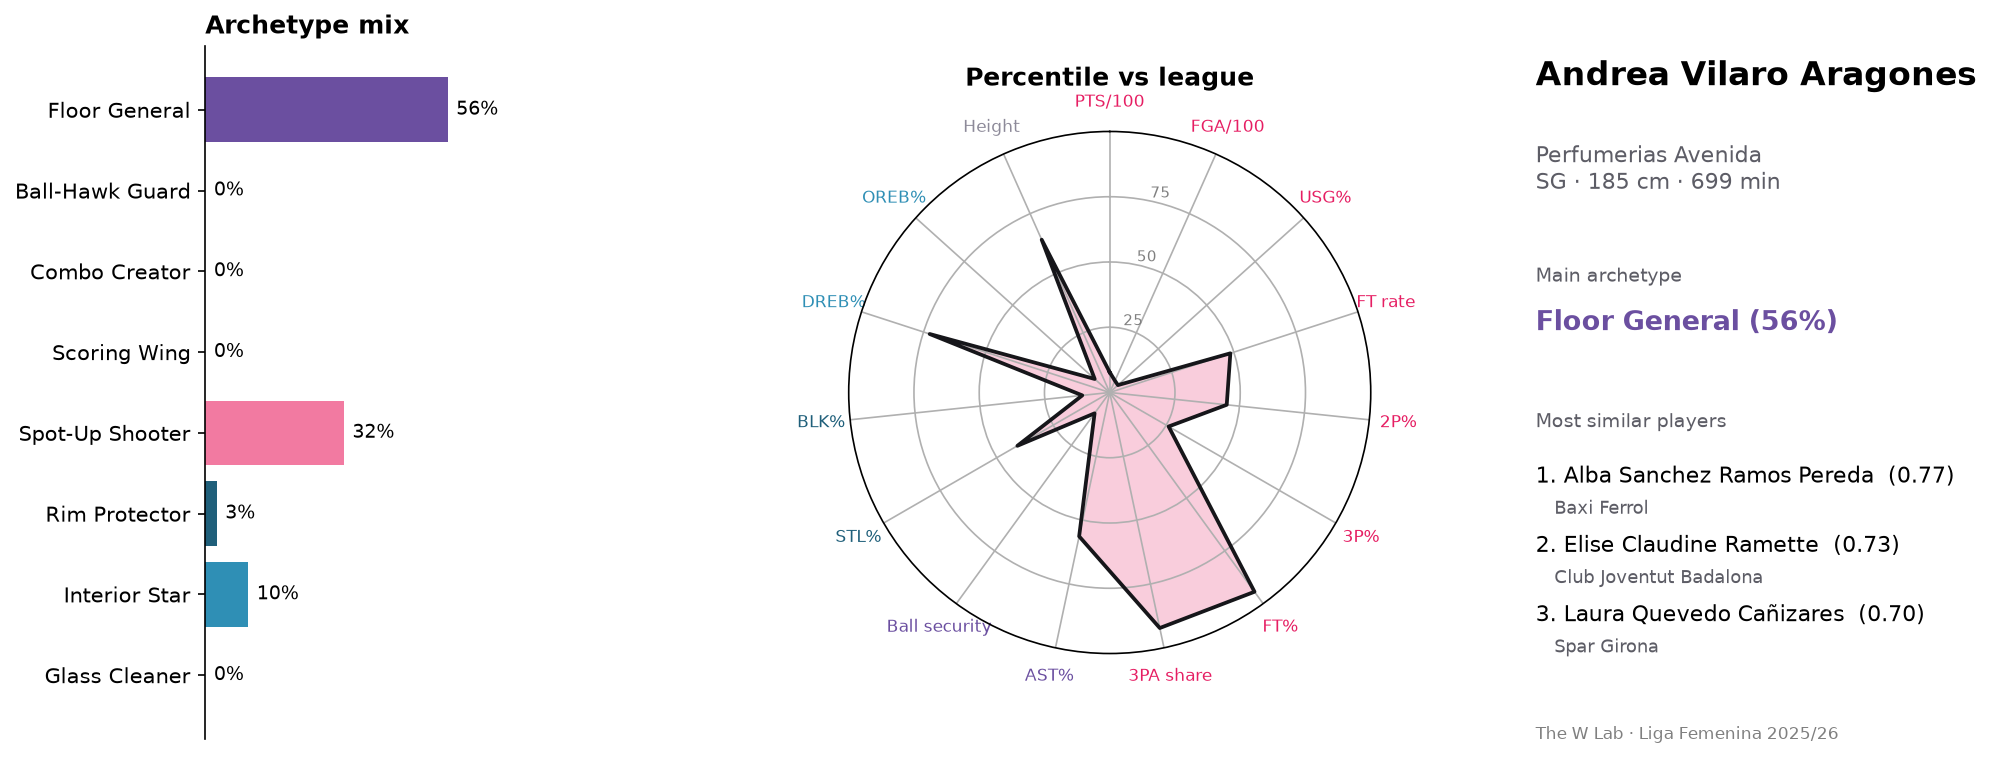 Archetype mix
Floor General
56%
Ball-Hawk Guard
0%
Combo Creator
0%
Scoring Wing
0%
Spot-Up Shooter
32%
Rim Protector
3%
Interior Star
10%
Glass Cleaner
0%
Percentile vs league
PTS/100
FGA/100
USG%
FT rate
2P%
3P%
FT%
3PA share
AST%
Ball security
STL%
BLK%
DREB%
OREB%
Height
75
50
25
Andrea Vilaro Aragones
Perfumerias Avenida
SG · 185 cm · 699 min
Main archetype
Floor General (56%)
Most similar players
1. Alba Sanchez Ramos Pereda (0.77)
Baxi Ferrol
2. Elise Claudine Ramette (0.73)
Club Joventut Badalona
3. Laura Quevedo Cañizares (0.70)
Spar Girona
The W Lab · Liga Femenina 2025/26